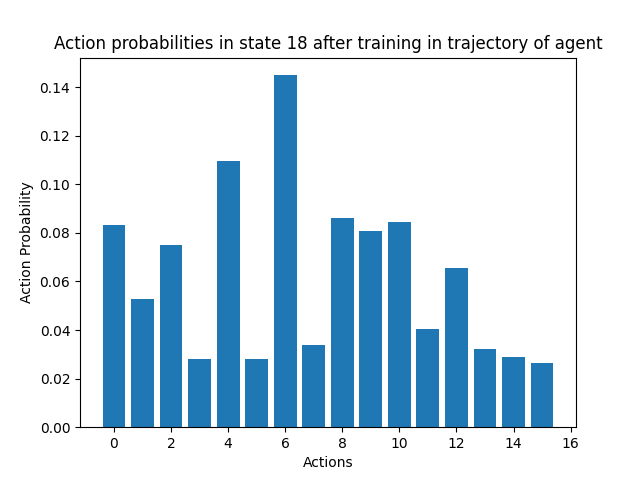 Action probabilities in state 18 after training in trajectory of agent
0.14
0.12
0.10
0.08
0.06
0.04
0.02
0.00
Action Probability
0 2 4 6 8 10 12 14 16
Actions